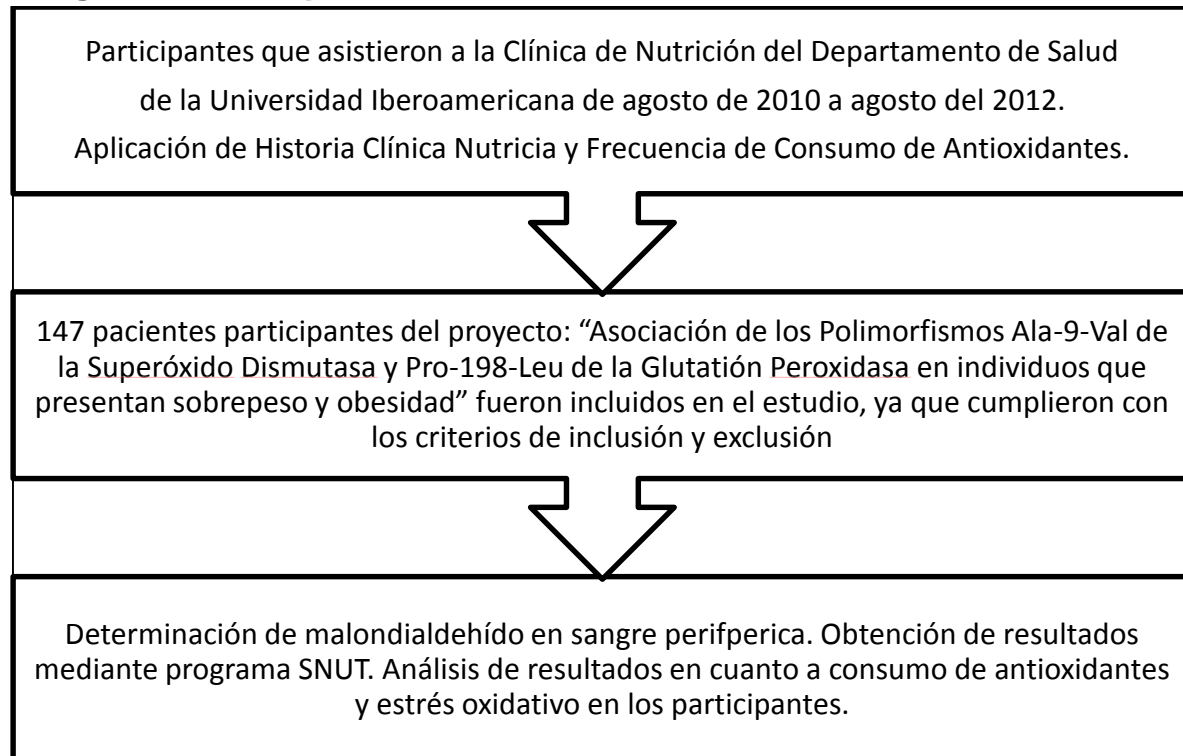 Participantes que asistieron a la Clínica de Nutrición del Departamento de Salud
de la Universidad Iberoamericana de agosto de 2010 a agosto del 2012.
Aplicación de Historia Clínica Nutricia y Frecuencia de Consumo de Antioxidantes.
147 pacientes participantes del proyecto: “Asociación de los Polimorfismos Ala-9-Val de
la Superóxido Dismutasa y Pro-198-Leu de la Glutatión Peroxidasa en individuos que
presentan sobrepeso y obesidad” fueron incluidos en el estudio, ya que cumplieron con
los criterios de inclusión y exclusión
Determinación de malondialdehído en sangre perifperica. Obtención de resultados
mediante programa SNUT. Análisis de resultados en cuanto a consumo de antioxidantes
y estrés oxidativo en los participantes.